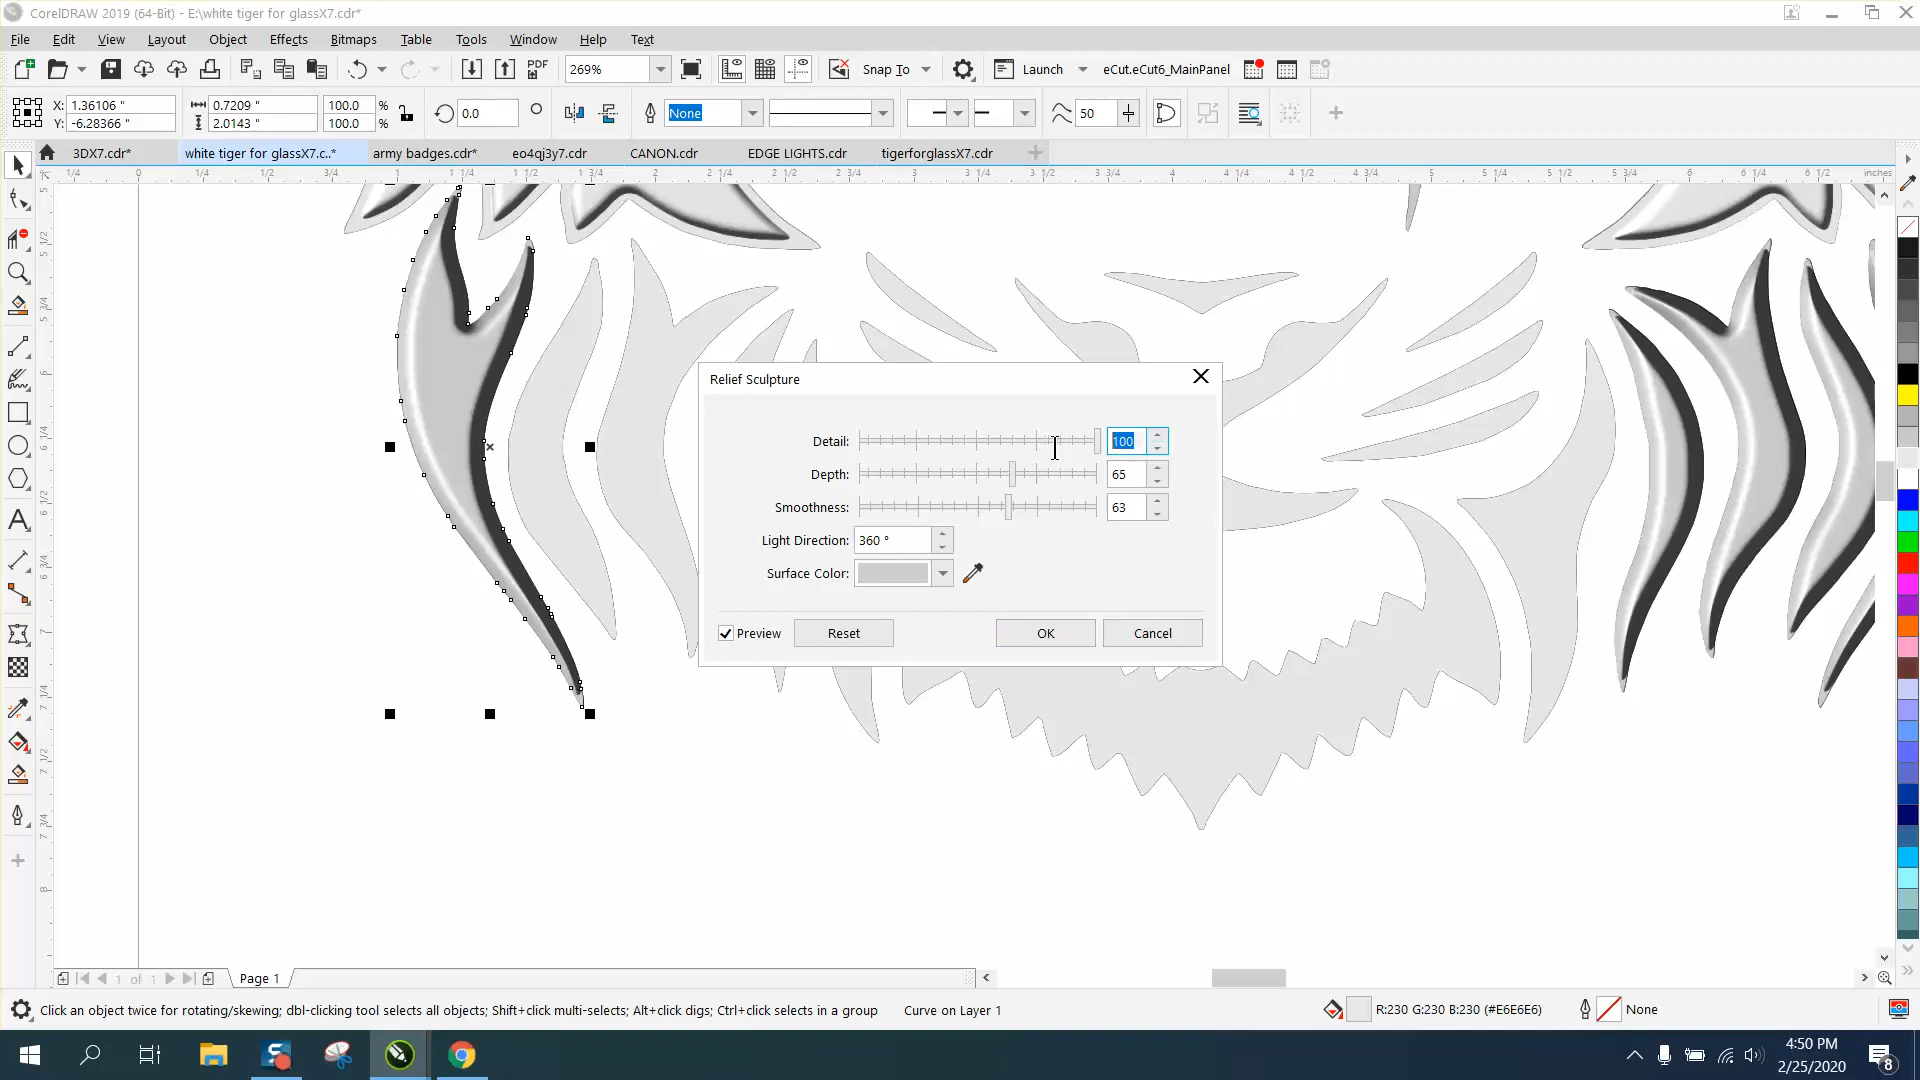 CorelDRAW 2019 (64-Bit) - E:\white tiger for glassX7.cdr*
File Edit View Layout Object Effects Bitmaps Table Tools Window Help Text
PDF 269% Snap To Launch eCut.eCut6_MainPanel
X: 1.36106 " 0.7209 " 100.0 % 0.0 None 50
Y: -6.28366 " 2.0143 " 100.0 %
3DX7.cdr* white tiger for glassX7.c..* army badges.cdr* eo4qj3y7.cdr CANON.cdr EDGE LIGHTS.cdr tigerforglassX7.cdr
1/4 0 1/4 1/2 3/4 1 1 1/4 1 1/2 1 3/4 2 2 1/4 2 1/2 2 3/4 3 3 1/4 3 1/2 3 3/4 4 4 1/4 4 1/2 4 3/4 5 5 1/4 5 1/2 5 3/4 6 6 1/4 6 1/2 inches
Relief Sculpture
Detail: 100
Depth: 65
Smoothness: 63
Light Direction: 360 °
Surface Color:
Preview Reset OK Cancel
1 of 1 Page 1
Click an object twice for rotating/skewing; dbl-clicking tool selects all objects; Shift+click multi-selects; Alt+click digs; Ctrl+click selects in a group Curve on Layer 1 R:230 G:230 B:230 (#E6E6E6) None
4:50 PM
2/25/2020
8